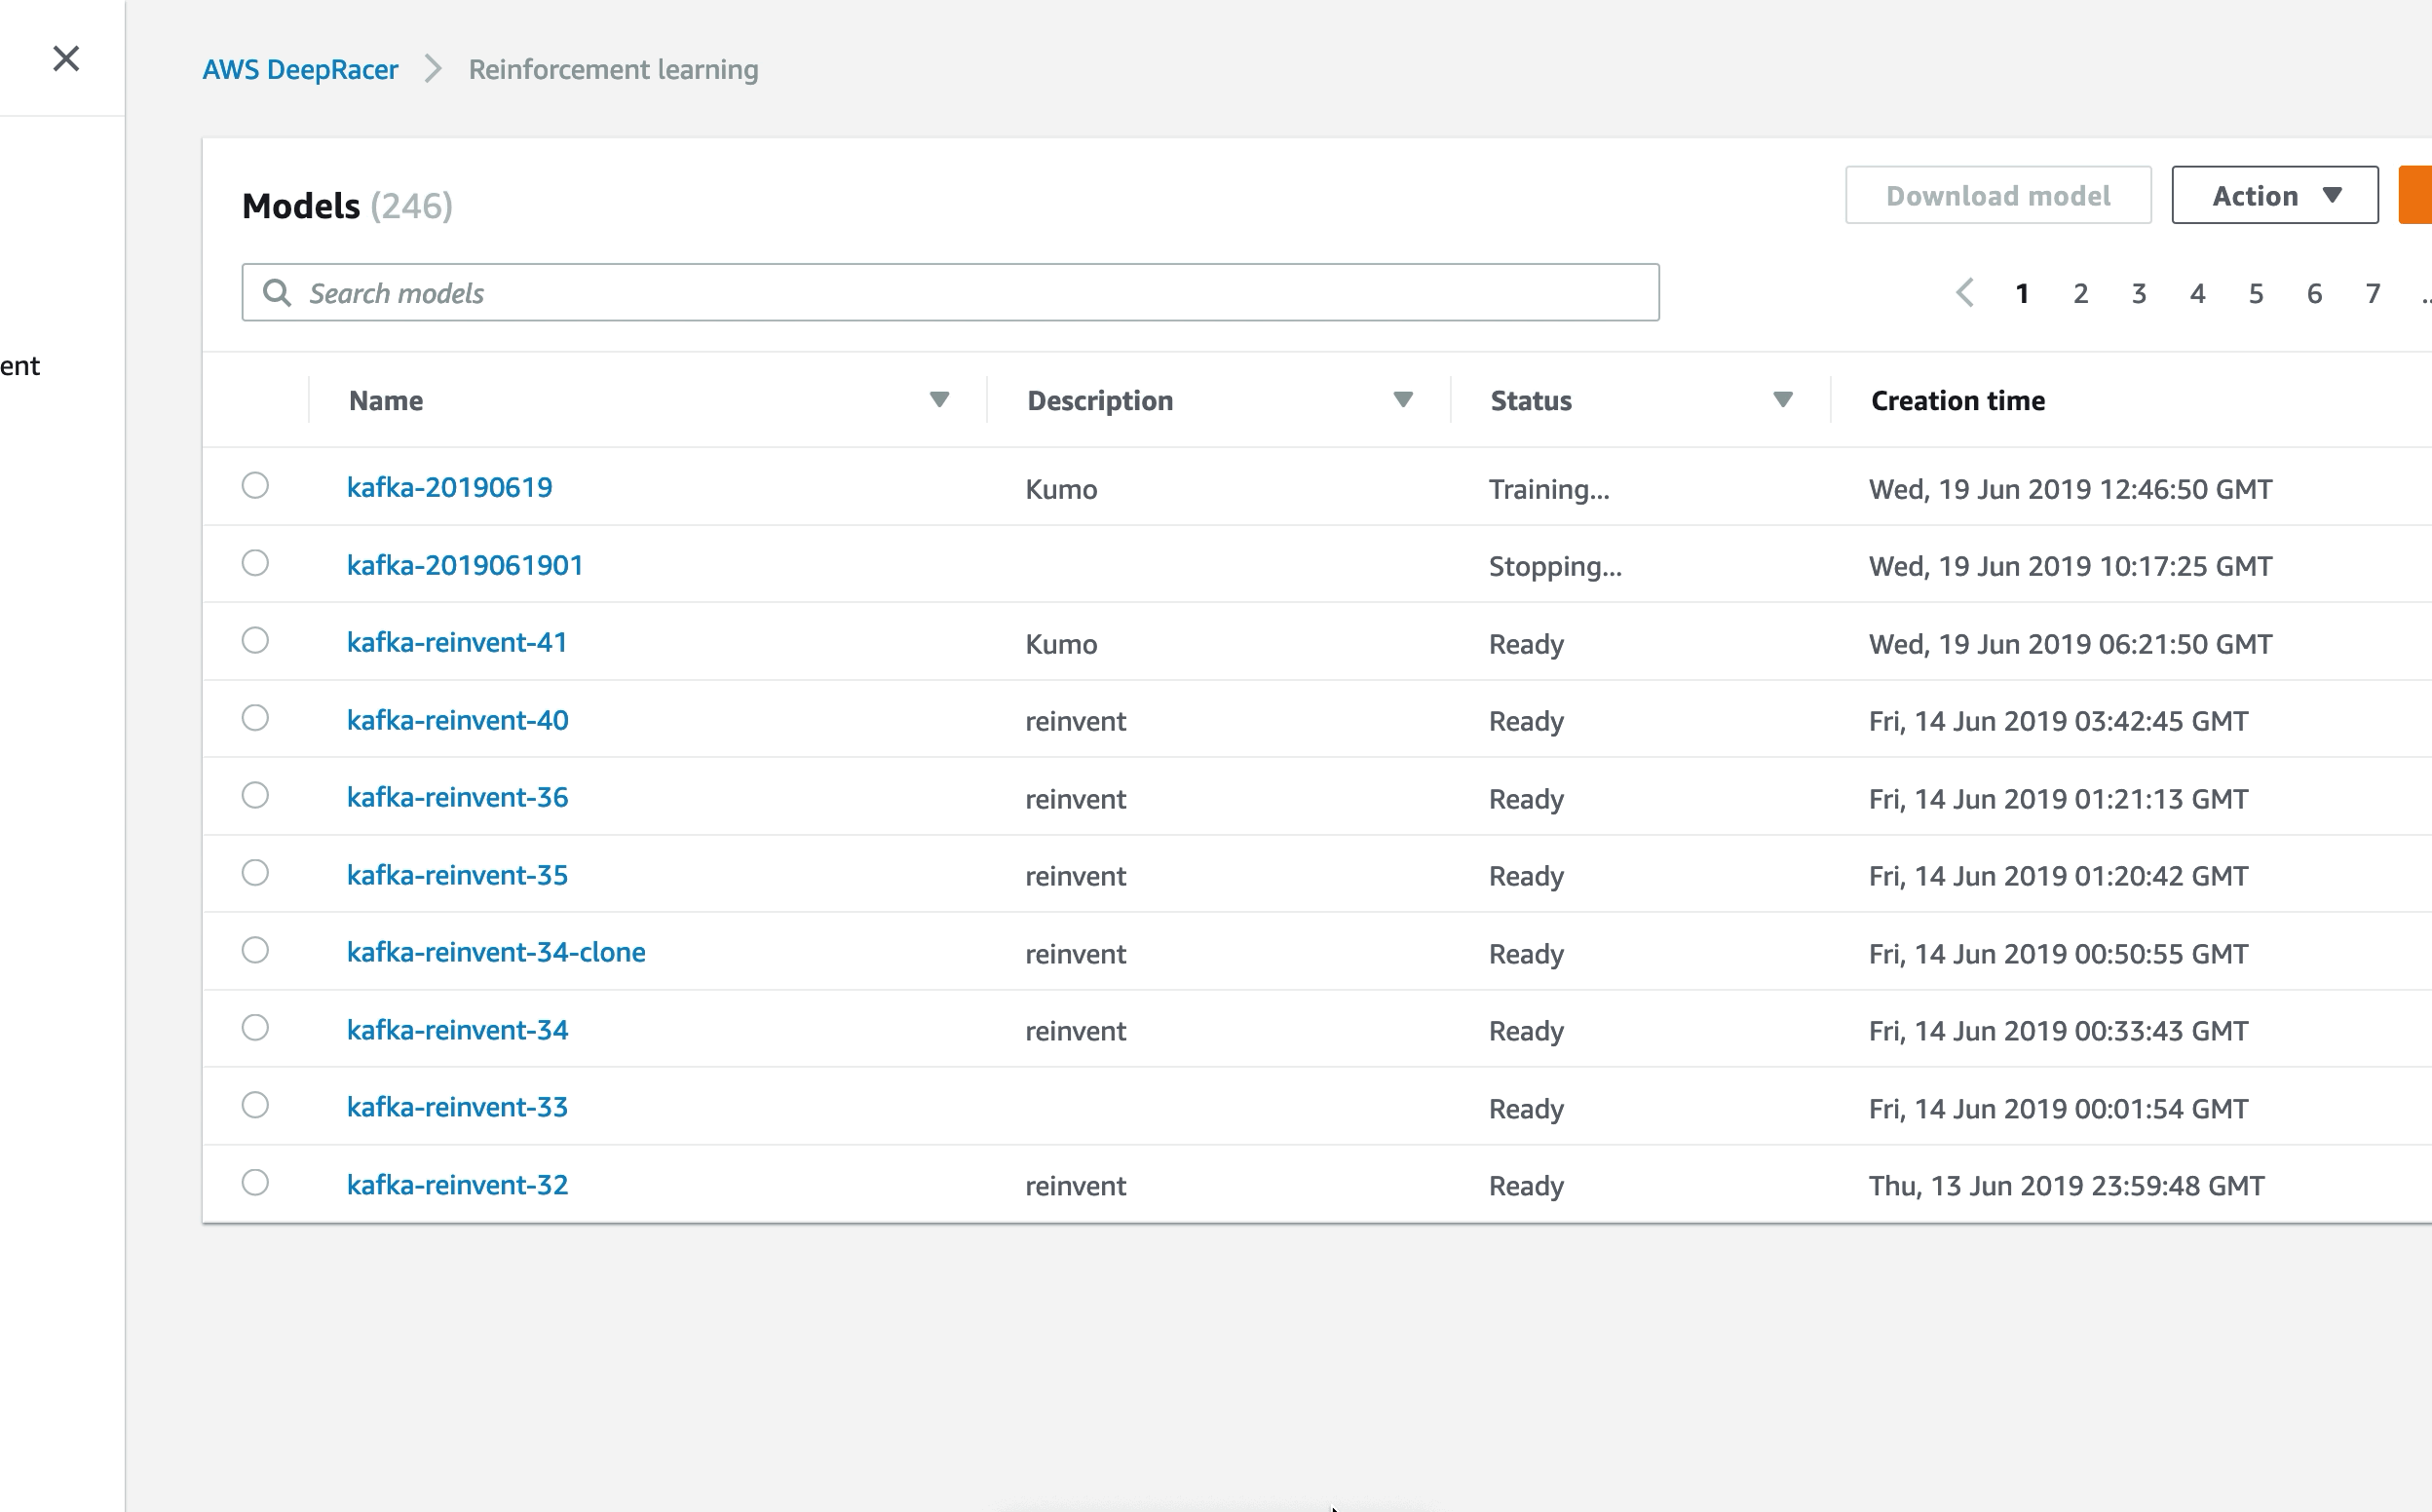 AWS DeepRacer > Reinforcement learning
Models (246)
Download model
Action
Search models
1 2 3 4 5 6 7 ..
ent
Name Description Status Creation time
kafka-20190619 Kumo Training... Wed, 19 Jun 2019 12:46:50 GMT
kafka-2019061901 Stopping... Wed, 19 Jun 2019 10:17:25 GMT
kafka-reinvent-41 Kumo Ready Wed, 19 Jun 2019 06:21:50 GMT
kafka-reinvent-40 reinvent Ready Fri, 14 Jun 2019 03:42:45 GMT
kafka-reinvent-36 reinvent Ready Fri, 14 Jun 2019 01:21:13 GMT
kafka-reinvent-35 reinvent Ready Fri, 14 Jun 2019 01:20:42 GMT
kafka-reinvent-34-clone reinvent Ready Fri, 14 Jun 2019 00:50:55 GMT
kafka-reinvent-34 reinvent Ready Fri, 14 Jun 2019 00:33:43 GMT
kafka-reinvent-33 Ready Fri, 14 Jun 2019 00:01:54 GMT
kafka-reinvent-32 reinvent Ready Thu, 13 Jun 2019 23:59:48 GMT